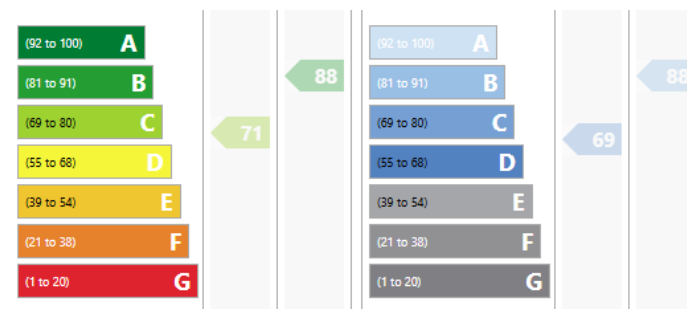 (92 to 100) A
(81 to 91) B
(69 to 80) C
(55 to 68) D
(39 to 54) E
(21 to 38) F
(1 to 20) G
71
88
(92 to 100) A
(81 to 91) B
(69 to 80) C
(55 to 68) D
(39 to 54) E
(21 to 38) F
(1 to 20) G
69
88